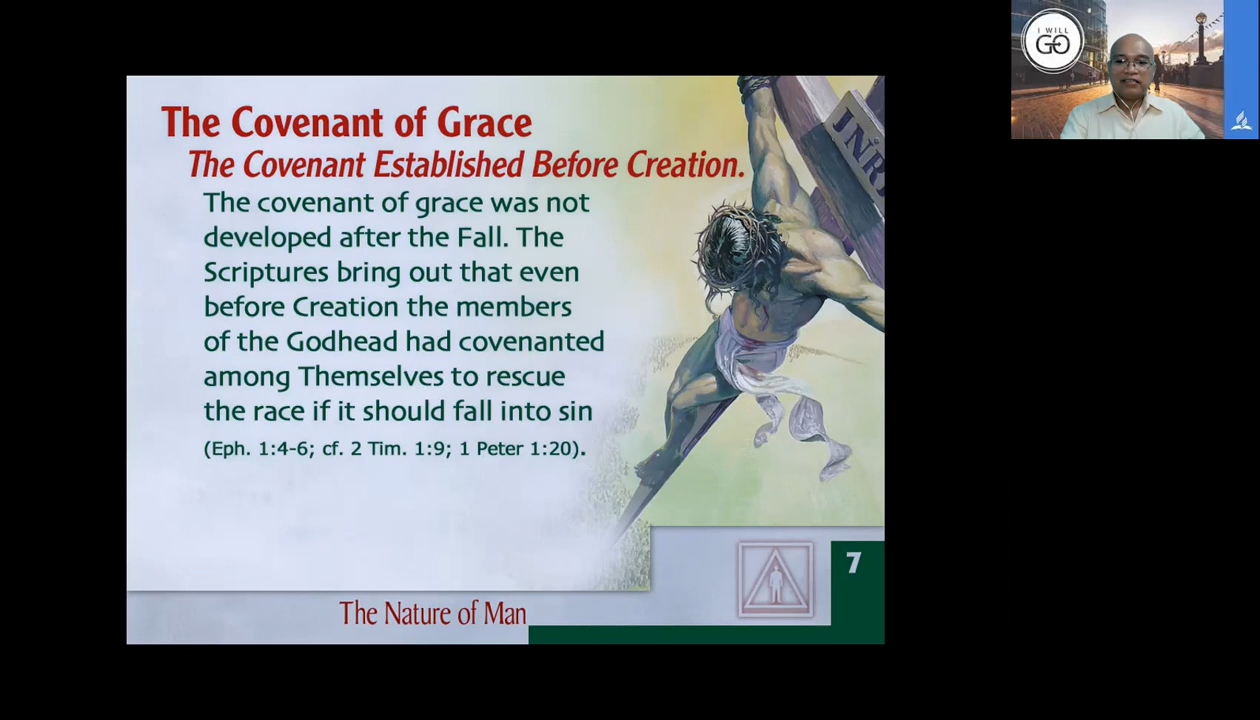 The Covenant of Grace
The Covenant Established Before Creation.
The covenant of grace was not
developed after the Fall. The
Scriptures bring out that even
before Creation the members
of the Godhead had covenanted
among Themselves to rescue
the race if it should fall into sin
(Eph. 1:4-6; cf. 2 Tim. 1:9; 1 Peter 1:20).
JNRI
7
The Nature of Man
I WILL
GO